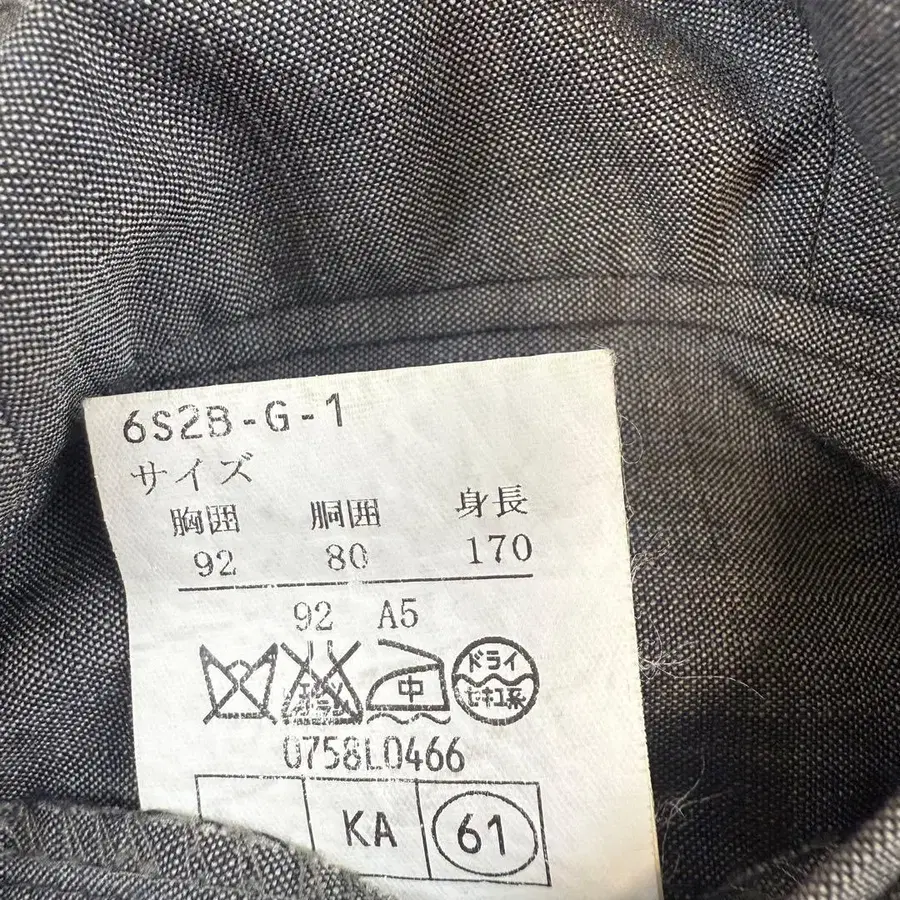 6S2B-G-1
サイズ
胸囲 胴囲 身長
92 80 170
92 A5
中 ドライ セキユ系
0758L0466
KA 61